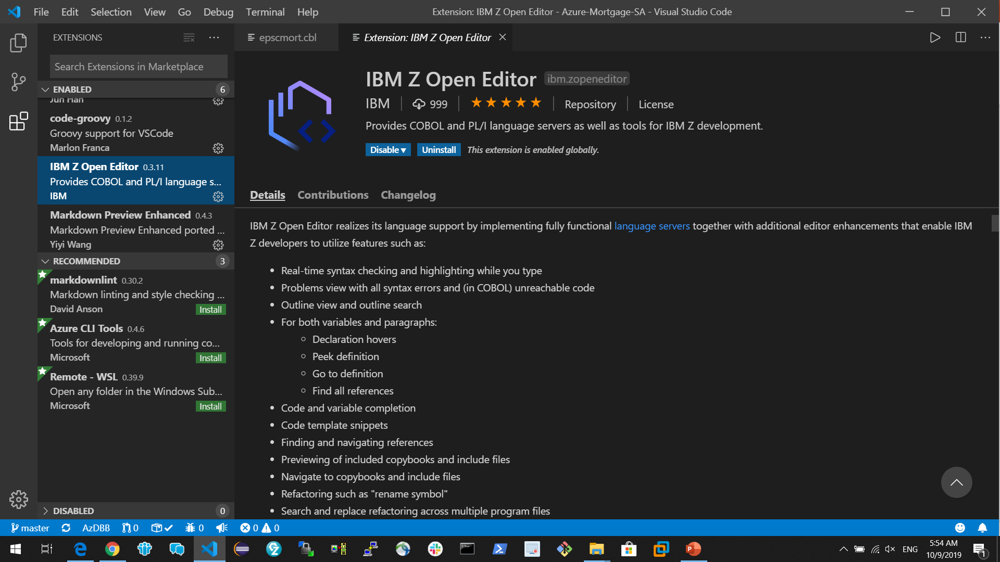 File Edit Selection View Go Debug Terminal Help
Extension: IBM Z Open Editor - Azure-Mortgage-SA - Visual Studio Code
EXTENSIONS
Search Extensions in Marketplace
ENABLED 6
Jun Han
code-groovy 0.1.2
Groovy support for VSCode
Marlon Franca
IBM Z Open Editor 0.3.11
Provides COBOL and PL/I language s...
IBM
Markdown Preview Enhanced 0.4.3
Markdown Preview Enhanced ported ...
Yiyi Wang
RECOMMENDED 3
markdownlint 0.30.2
Markdown linting and style checking ...
David Anson Install
Azure CLI Tools 0.4.6
Tools for developing and running co...
Microsoft Install
Remote - WSL 0.39.9
Open any folder in the Windows Sub...
Microsoft Install
DISABLED 0
epscmort.cbl
Extension: IBM Z Open Editor
IBM Z Open Editor ibm.zopeneditor
IBM 999 Repository License
Provides COBOL and PL/I language servers as well as tools for IBM Z development.
Disable Uninstall This extension is enabled globally.
Details Contributions Changelog
IBM Z Open Editor realizes its language support by implementing fully functional language servers together with additional editor enhancements that enable IBM
Z developers to utilize features such as:
Real-time syntax checking and highlighting while you type
Problems view with all syntax errors and (in COBOL) unreachable code
Outline view and outline search
For both variables and paragraphs:
Declaration hovers
Peek definition
Go to definition
Find all references
Code and variable completion
Code template snippets
Finding and navigating references
Previewing of included copybooks and include files
Navigate to copybooks and include files
Refactoring such as "rename symbol"
Search and replace refactoring across multiple program files
master AzDBB 0 0 0 0
ENG
5:54 AM
10/9/2019
1